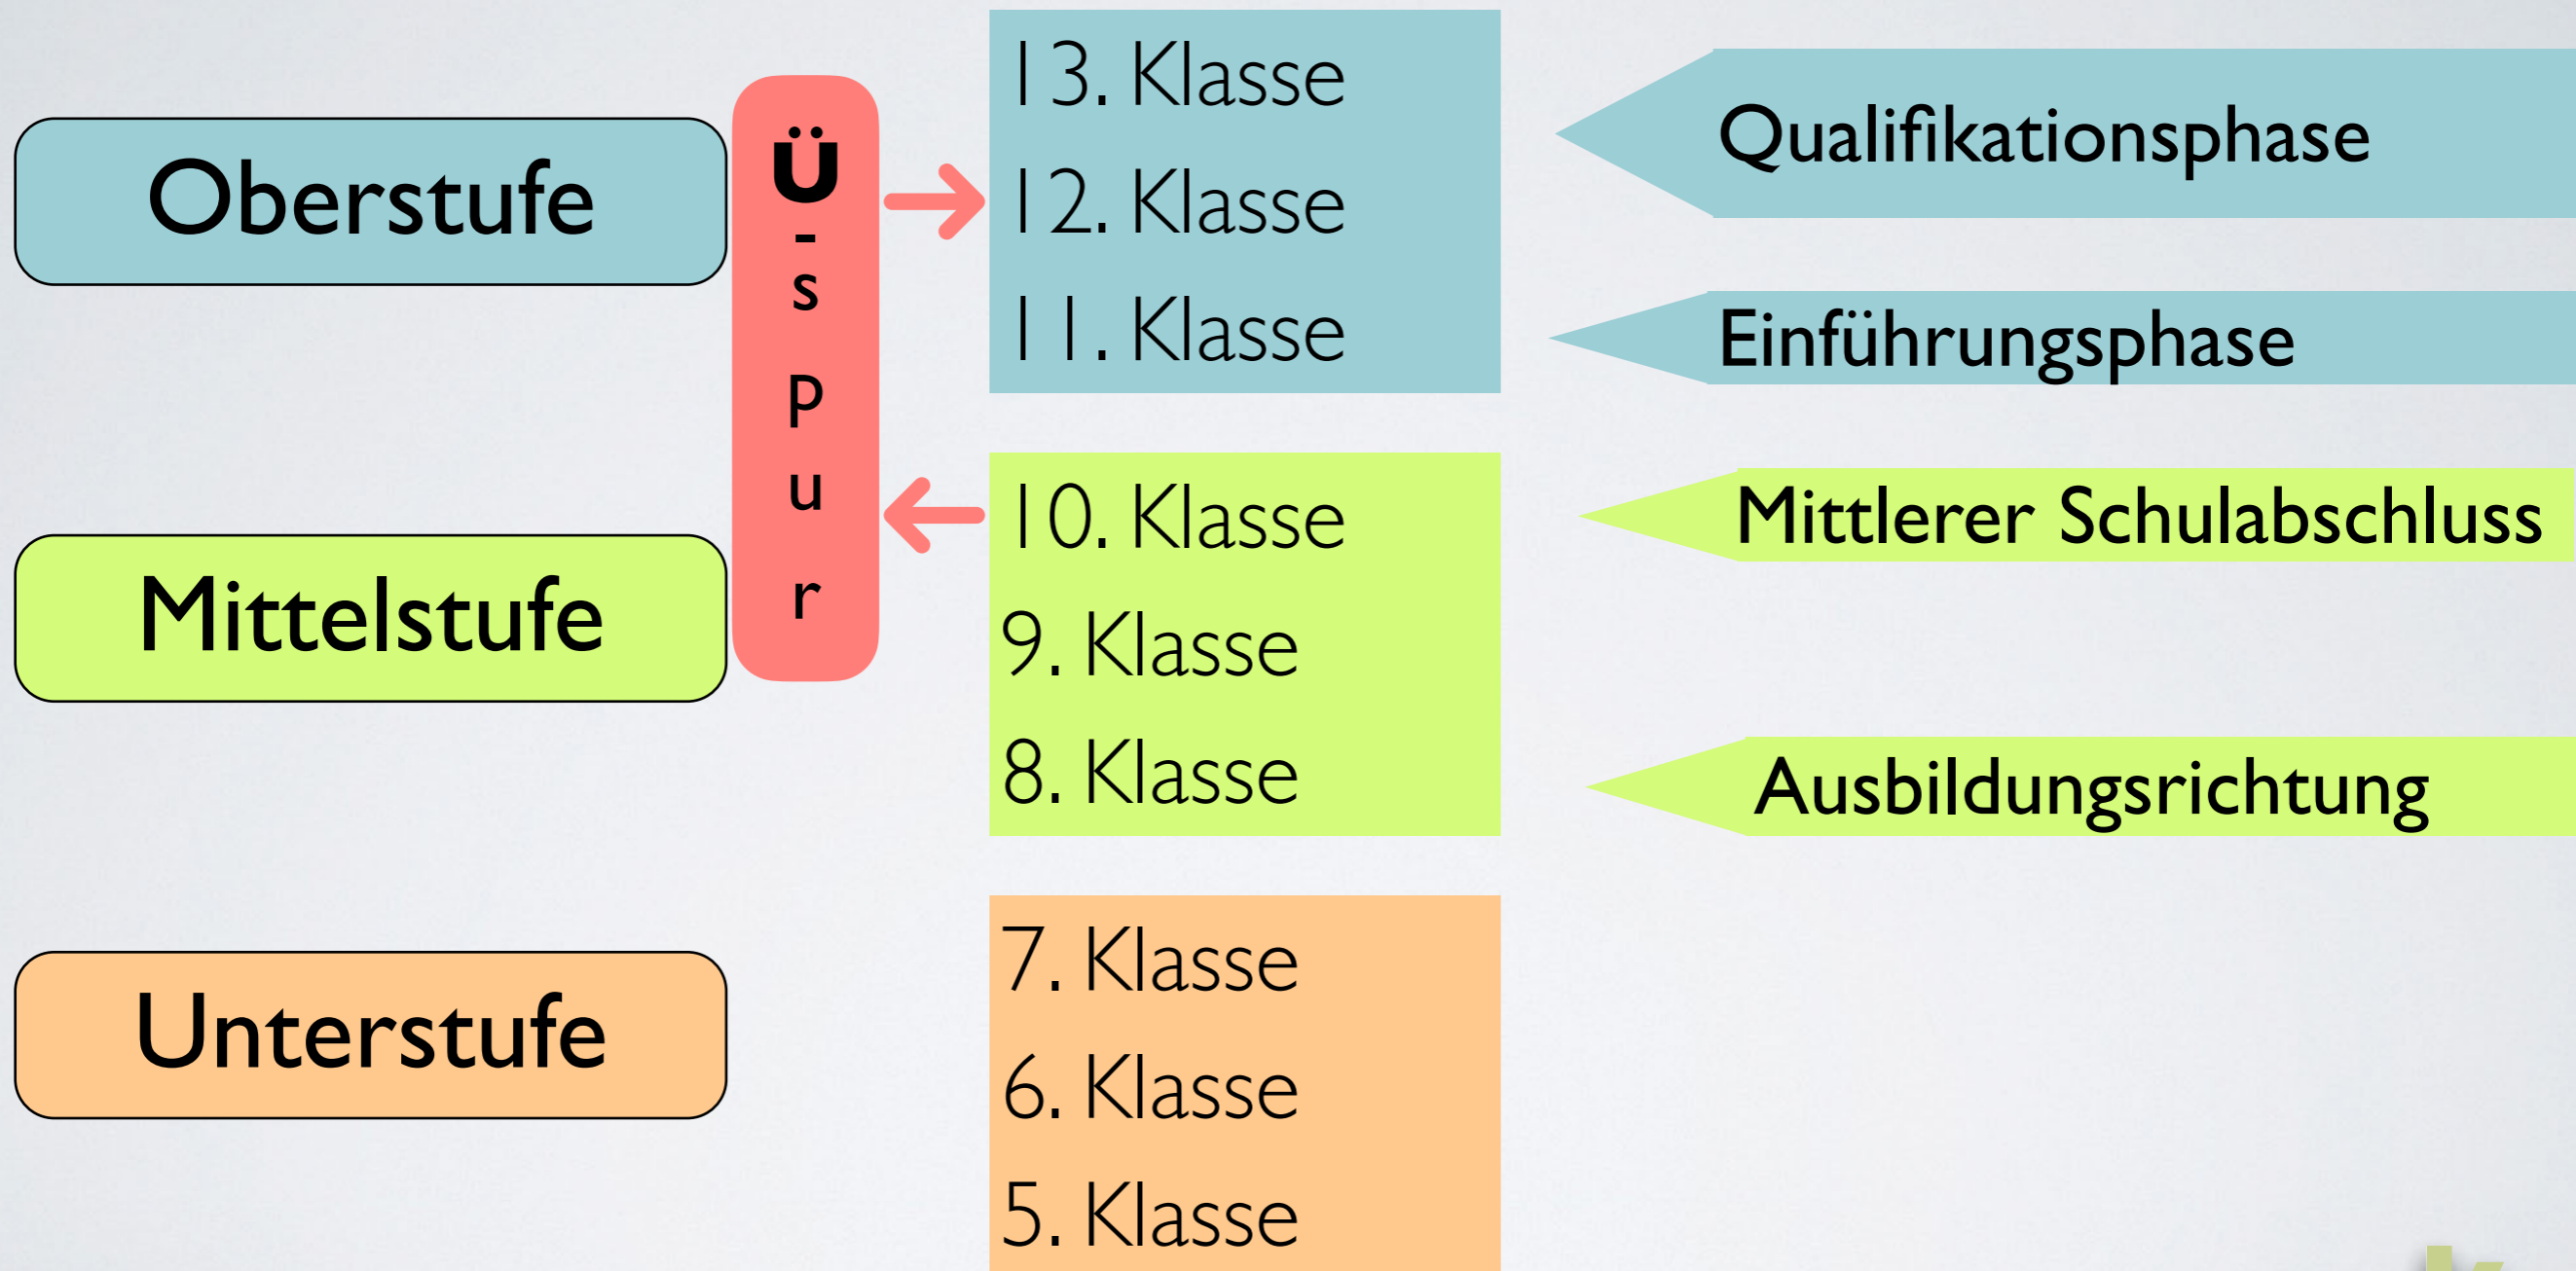 Oberstufe
Mittelstufe
Unterstufe
Ü
-
s
p
u
r
13. Klasse
12. Klasse
11. Klasse
10. Klasse
9. Klasse
8. Klasse
7. Klasse
6. Klasse
5. Klasse
Qualifikationsphase
Einführungsphase
Mittlerer Schulabschluss
Ausbildungsrichtung